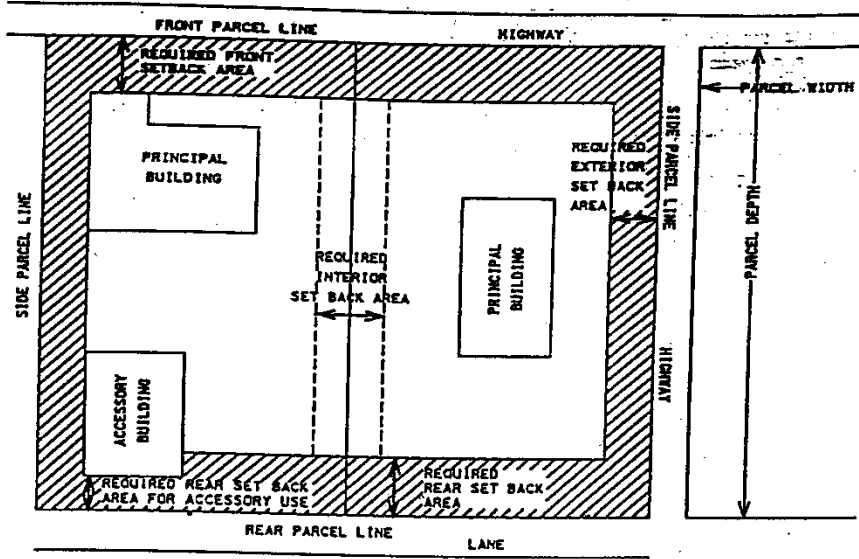 FRONT PARCEL LINE
HIGHWAY
REQUIRED FRONT
SETBACK AREA
PARCEL WIDTH
SIDE PARCEL LINE
PRINCIPAL
BUILDING
REQUIRED
EXTERIOR
SET BACK
AREA
SIDE PARCEL LINE
PARCEL DEPTH
REQUIRED
INTERIOR
SET BACK AREA
PRINCIPAL
BUILDING
HIGHWAY
ACCESSORY
BUILDING
REQUIRED REAR SET BACK
AREA FOR ACCESSORY USE
REQUIRED
REAR SET BACK
AREA
REAR PARCEL LINE
LANE